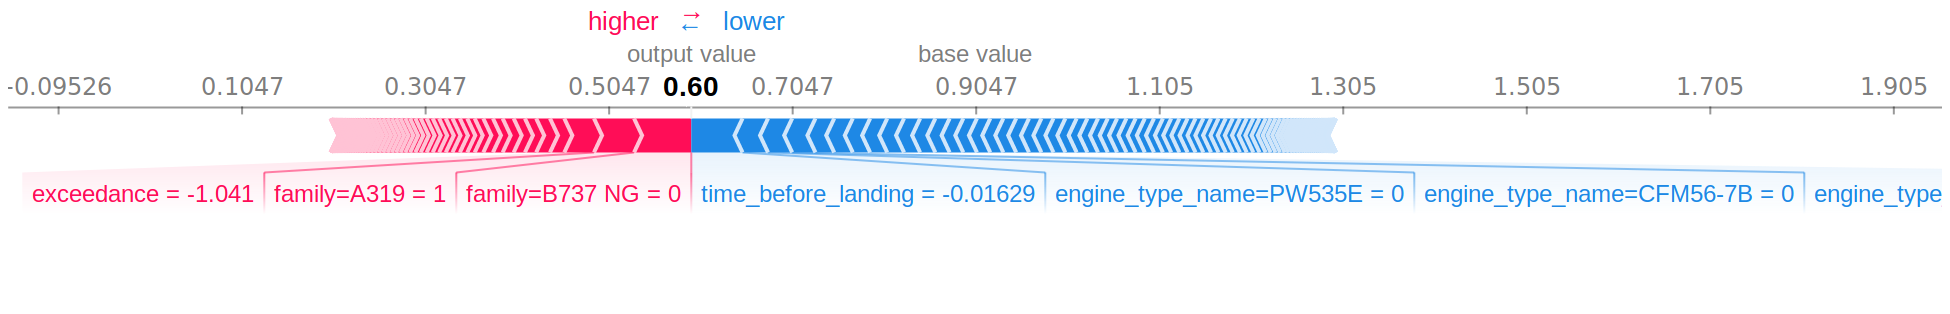 higher ⇄ lower
output value base value
-0.09526 0.1047 0.3047 0.5047 0.60 0.7047 0.9047 1.105 1.305 1.505 1.705 1.905
exceedance = -1.041 family=A319 = 1 family=B737 NG = 0 time_before_landing = -0.01629 engine_type_name=PW535E = 0 engine_type_name=CFM56-7B = 0 engine_type